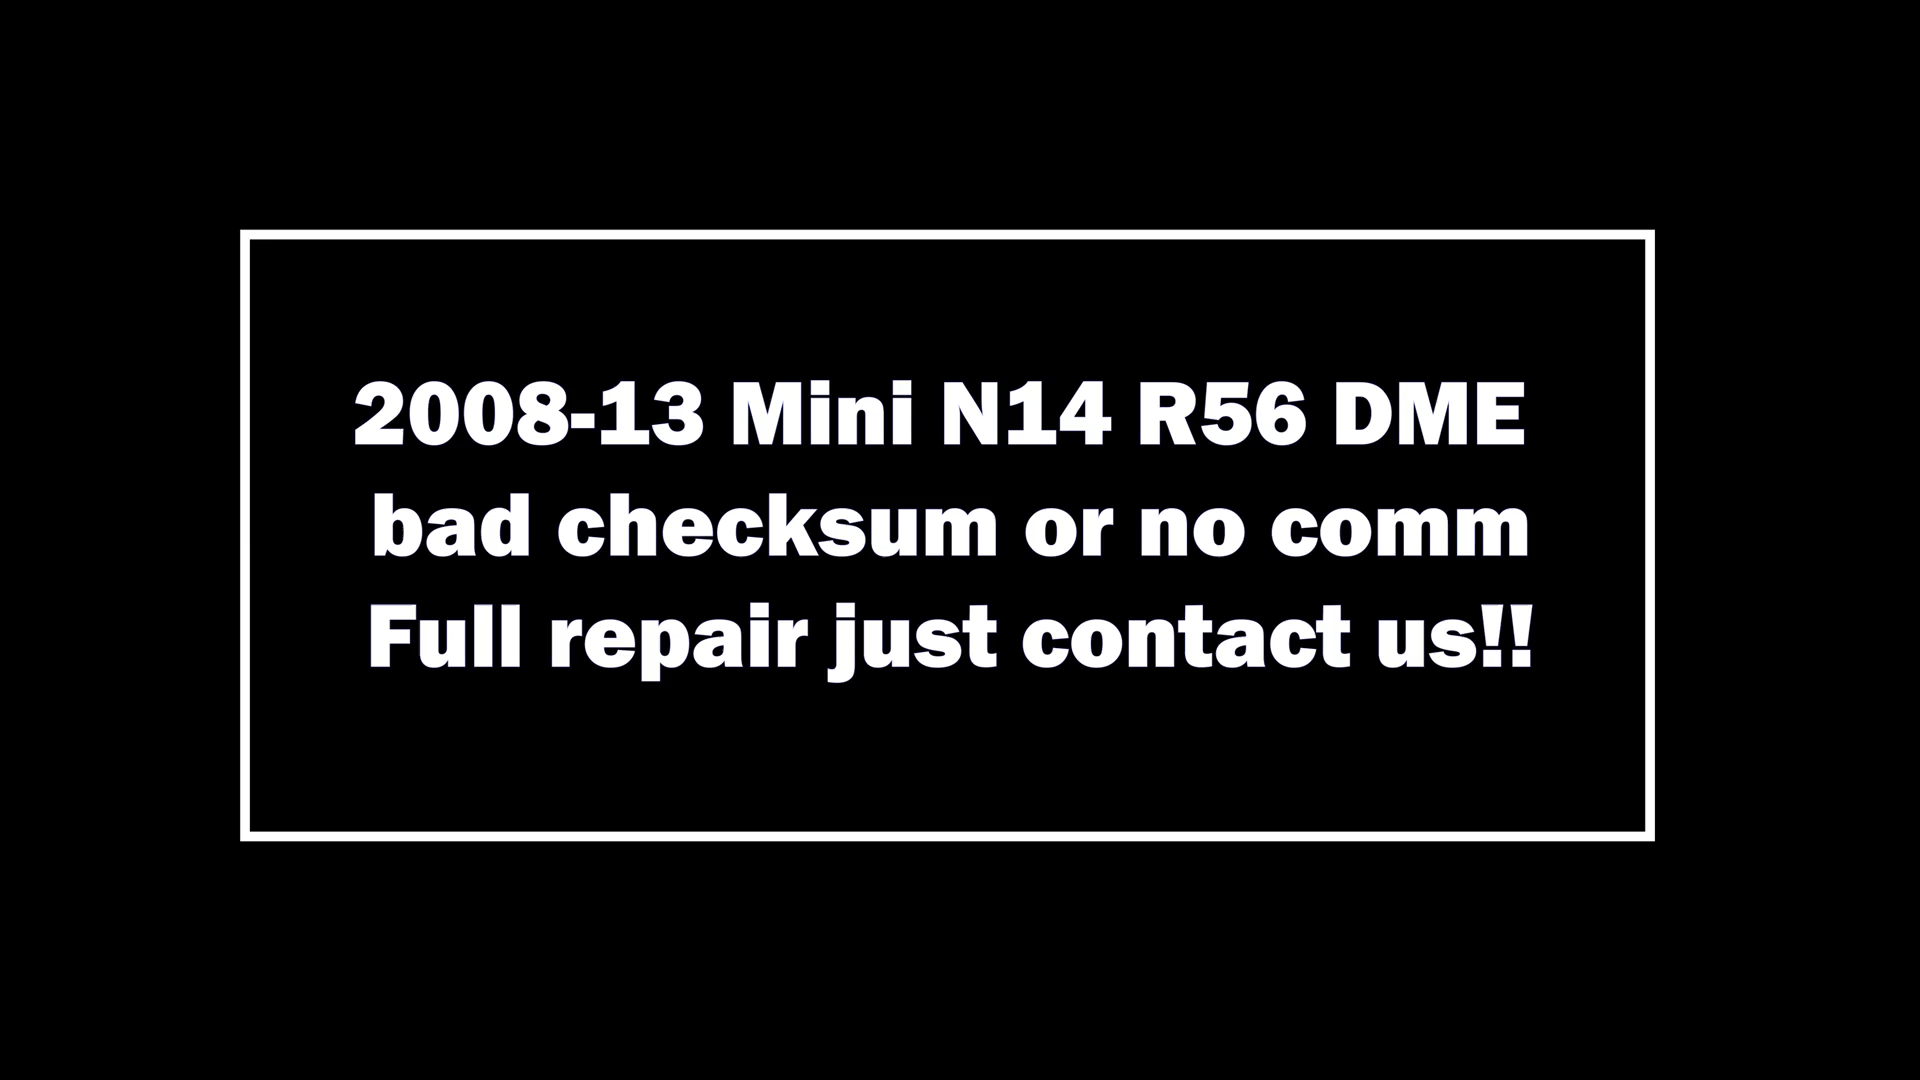 2008-13 Mini N14 R56 DME
bad checksum or no comm
Full repair just contact us!!